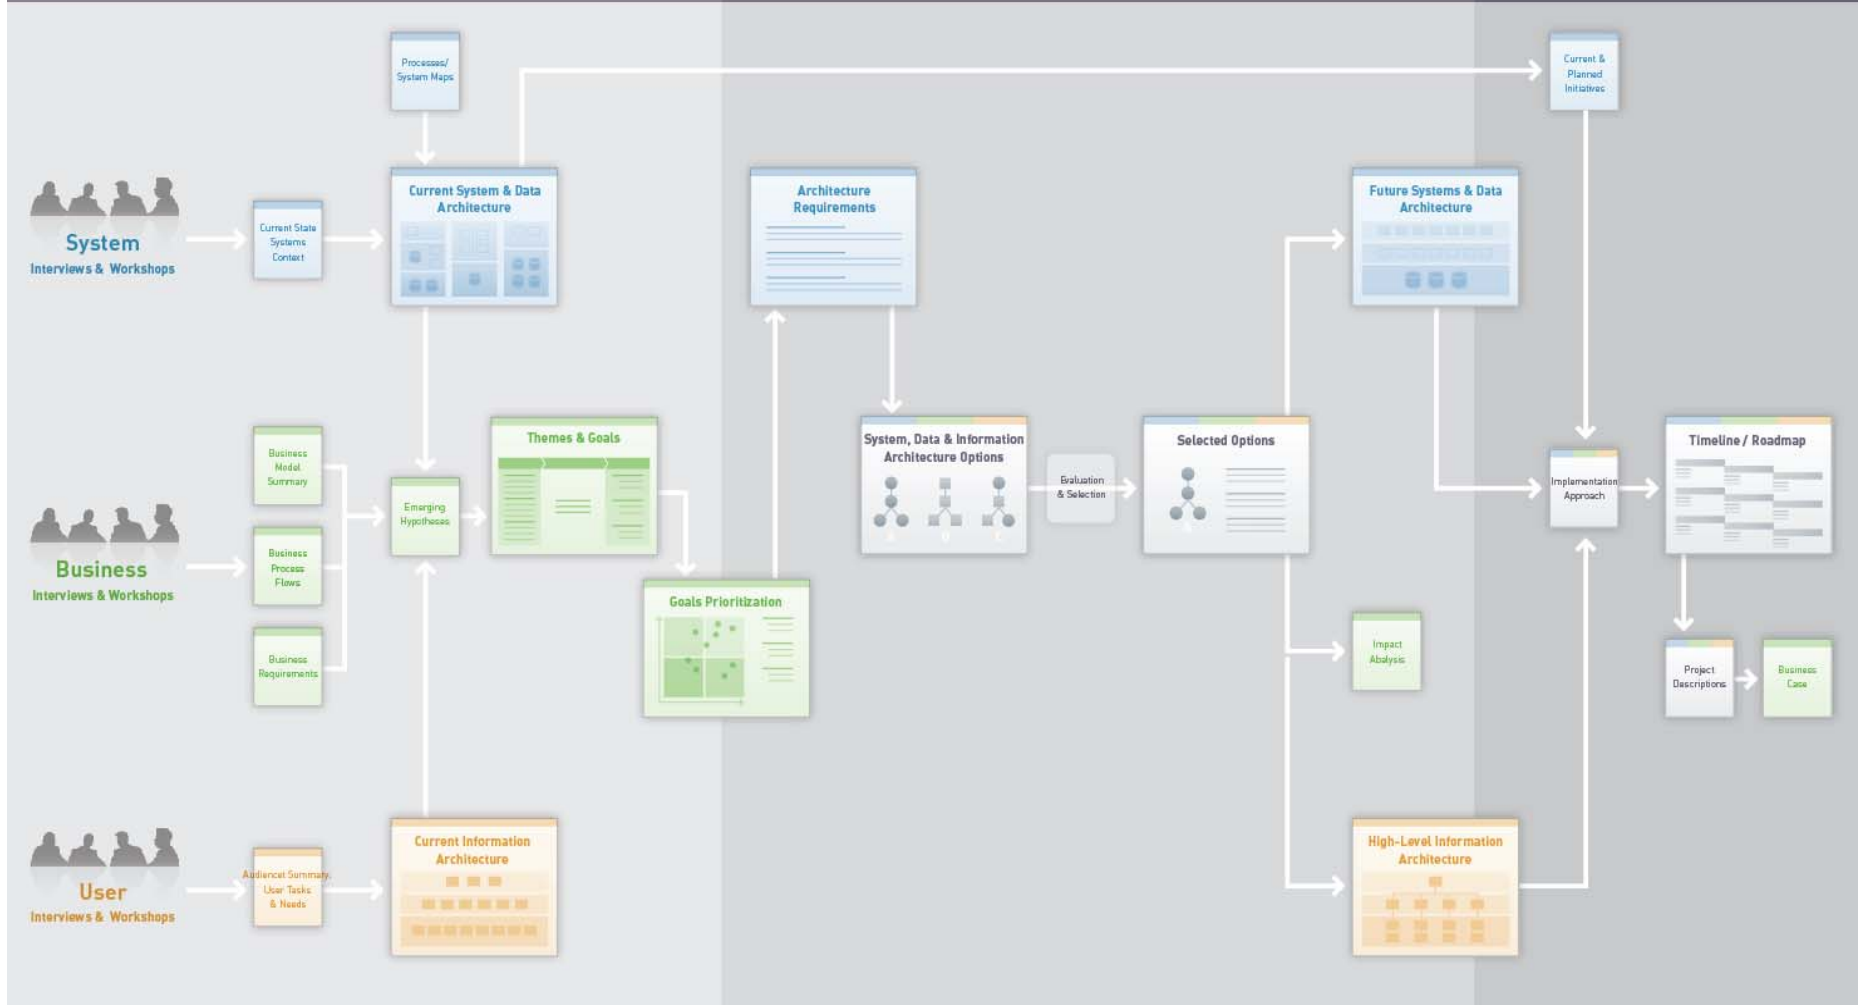 Processes/
System Maps
Current &
Planned
Initiatives
System
Interviews & Workshops
Current State
Systems
Context
Current System & Data
Architecture
Architecture
Requirements
Future Systems & Data
Architecture
Business
Interviews & Workshops
Business
Model
Summary
Business
Process
Flows
Business
Requirements
Emerging
Hypotheses
Themes & Goals
Goals Prioritization
System, Data & Information
Architecture Options
A B C
Evaluation
& Selection
Selected Options
Impact
Abalysis
Implementation
Approach
Timeline / Roadmap
Project
Descriptions
Business
Case
User
Interviews & Workshops
Audiencet Summary,
User Tasks
& Needs
Current Information
Architecture
High-Level Information
Architecture